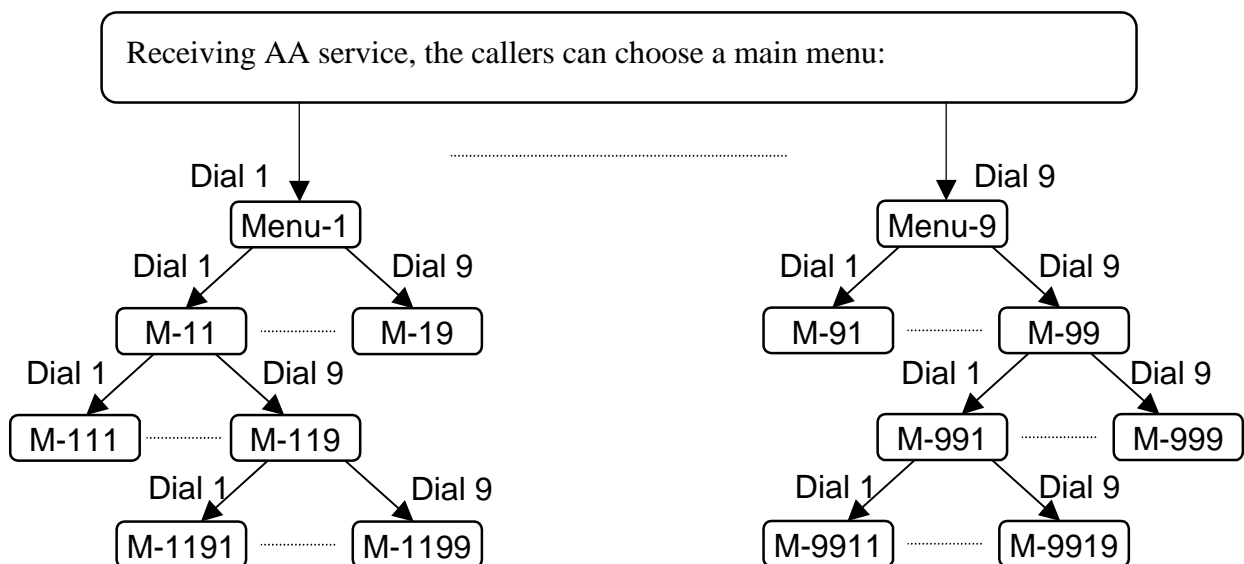 Receiving AA service, the callers can choose a main menu:
Dial 1
Dial 9
Menu-1
Menu-9
Dial 1
Dial 9
Dial 1
Dial 9
M-11
M-19
M-91
M-99
Dial 1
Dial 9
Dial 1
Dial 9
M-111
M-119
M-991
M-999
Dial 1
Dial 9
Dial 1
Dial 9
M-1191
M-1199
M-9911
M-9919